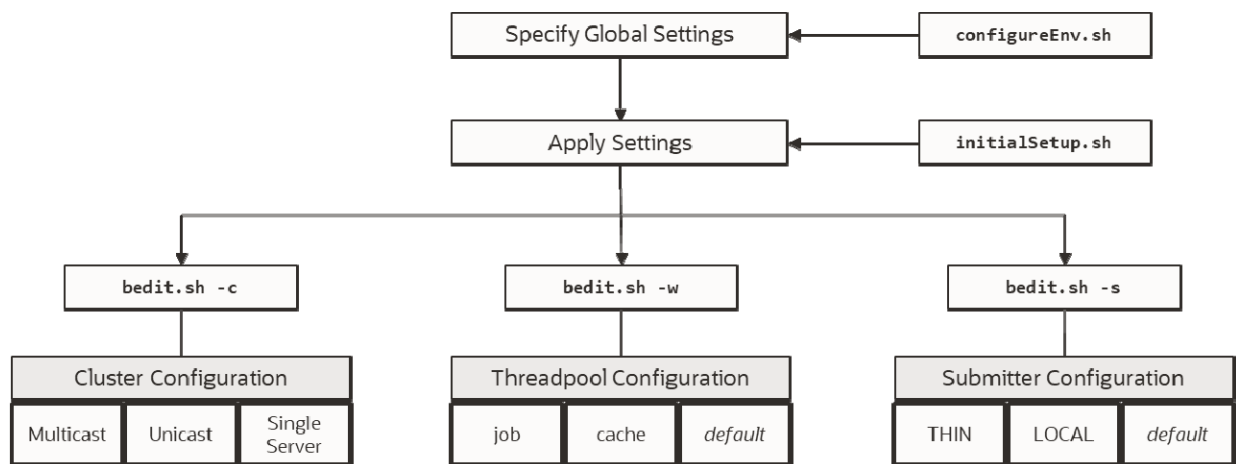 Specify Global Settings
configureEnv.sh
Apply Settings
initialSetup.sh
bedit.sh -c
bedit.sh -w
bedit.sh -s
Cluster Configuration
Multicast
Unicast
Single
Server
Threadpool Configuration
job
cache
default
Submitter Configuration
THIN
LOCAL
default